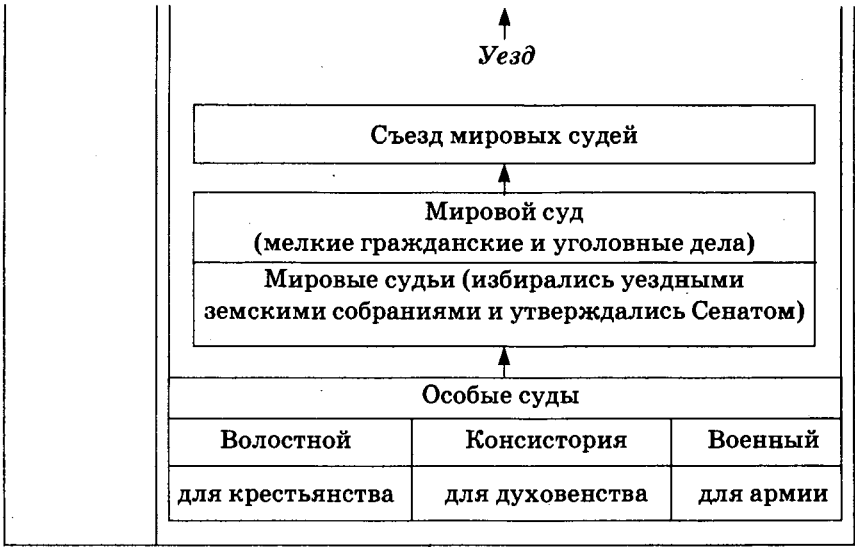 Уезд
Съезд мировых судей
Мировой суд
(мелкие гражданские и уголовные дела)
Мировые судьи (избирались уездными
земскими собраниями и утверждались Сенатом)
Особые суды
Волостной Консистория Военный
для крестьянства для духовенства для армии